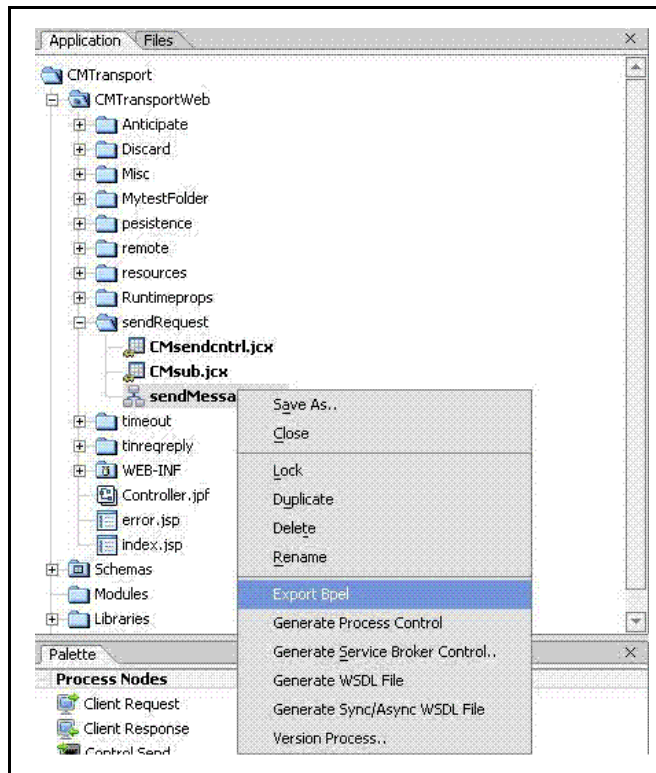 Application Files
CMTransport
CMTransportWeb
Anticipate
Discard
Misc
MytestFolder
pesistence
remote
resources
Runtimeprops
sendRequest
CMsendcntrl.jcx
CMsub.jcx
sendMessa
timeout
tinreqreply
WEB-INF
Controller.jpf
error.jsp
index.jsp
Schemas
Modules
Libraries
Save As..
Close
Lock
Duplicate
Delete
Rename
Export Bpel
Generate Process Control
Generate Service Broker Control..
Generate WSDL File
Generate Sync/Async WSDL File
Version Process..
Palette
Process Nodes
Client Request
Client Response
Control Send